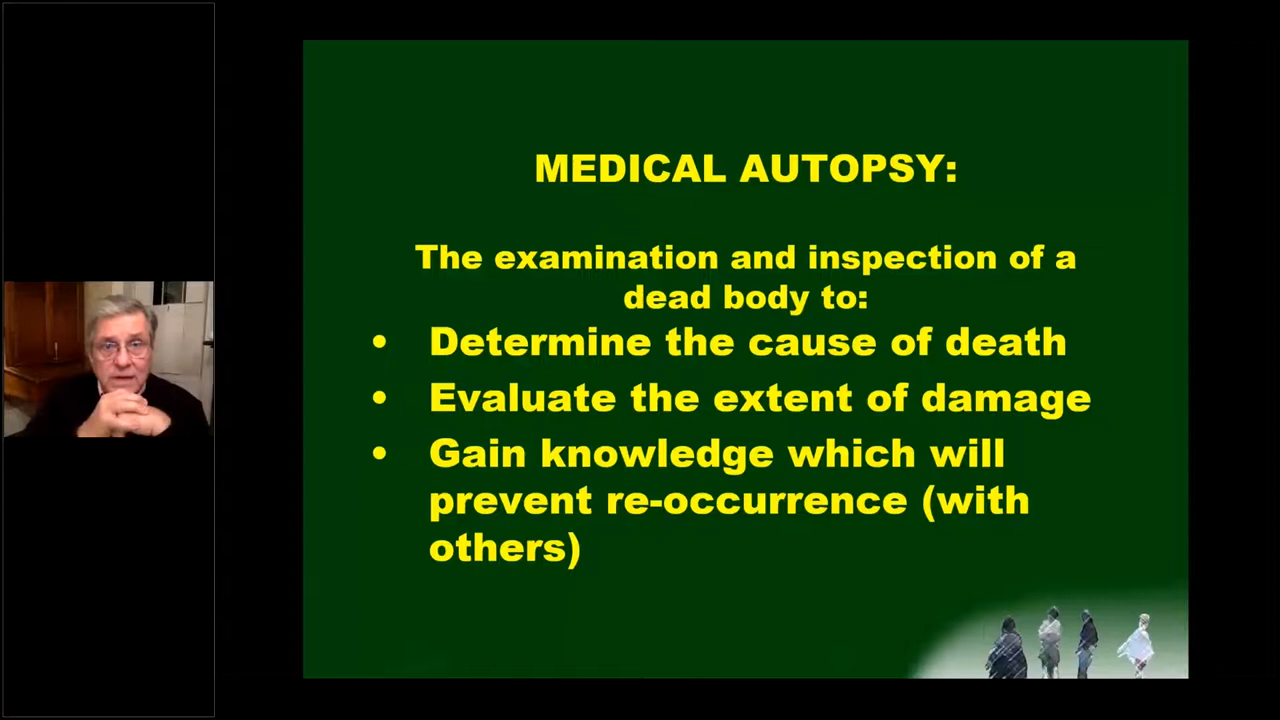 MEDICAL AUTOPSY:
The examination and inspection of a
dead body to:
• Determine the cause of death
• Evaluate the extent of damage
• Gain knowledge which will
prevent re-occurrence (with
others)